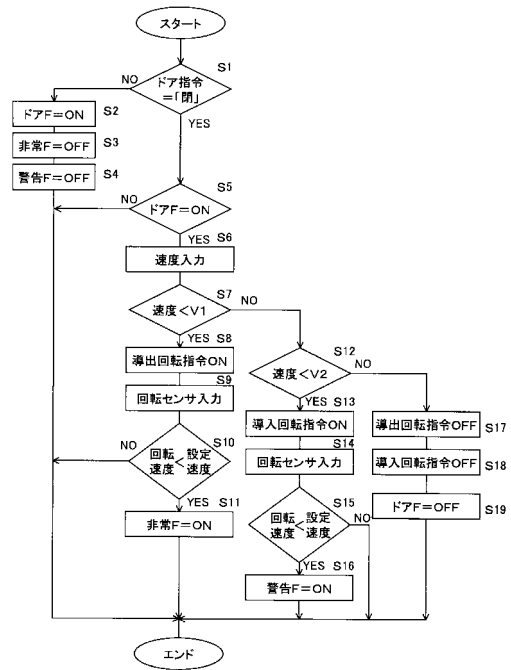 スタート
S1
ドア指令
=「閉」
NO
YES
ドアF=ON
S2
非常F=OFF
S3
警告F=OFF
S4
S5
NO
ドアF=ON
YES
S6
速度入力
S7
NO
速度<V1
YES
S8
導出回転指令ON
S9
回転センサ入力
S10
NO
回転 < 設定
速度 速度
YES
S11
非常F=ON
S12
NO
速度<V2
YES
S13
導入回転指令ON
S14
回転センサ入力
S15
NO
回転 < 設定
速度 速度
YES
S16
警告F=ON
導出回転指令OFF
S17
導入回転指令OFF
S18
ドアF=OFF
S19
エンド